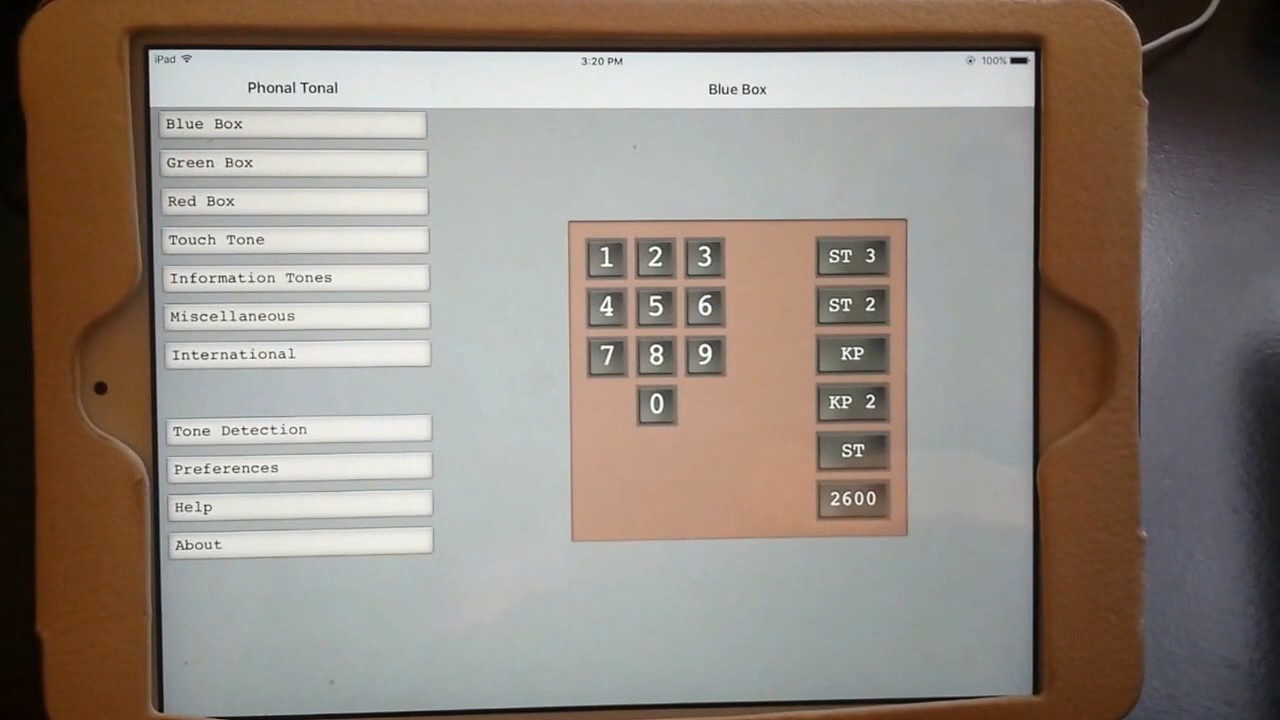 iPad 3:20 PM 100%
Phonal Tonal
Blue Box
Blue Box
Green Box
Red Box
Touch Tone
Information Tones
Miscellaneous
International
Tone Detection
Preferences
Help
About
1 2 3 ST 3
4 5 6 ST 2
7 8 9 KP
0 KP 2
ST
2600